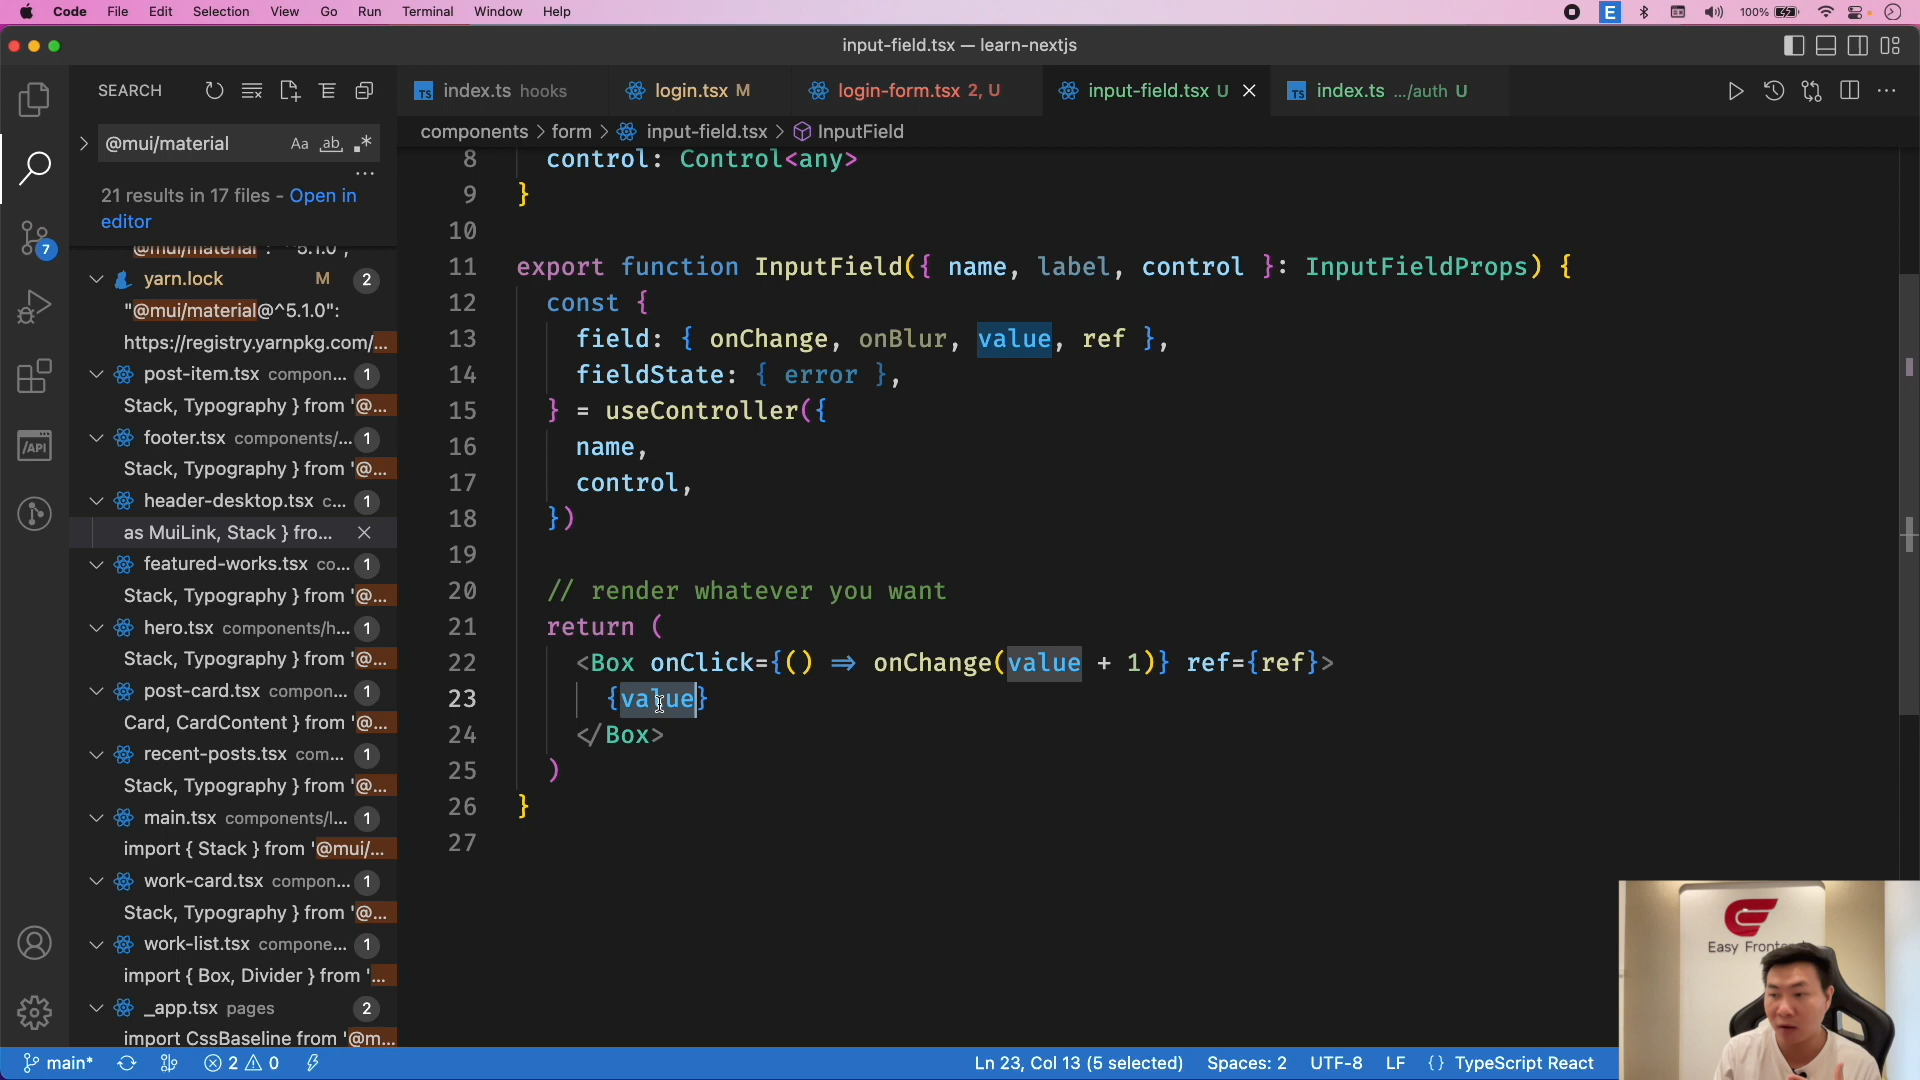 Code File Edit Selection View Go Run Terminal Window Help
E 100%
input-field.tsx — learn-nextjs
SEARCH
index.ts hooks
login.tsx M
login-form.tsx 2, U
input-field.tsx U
index.ts .../auth U
@mui/material
Aa ab
components > form > input-field.tsx > InputField
21 results in 17 files - Open in
editor
@mui/material": "^5.1.0",
yarn.lock M 2
"@mui/material@^5.1.0":
https://registry.yarnpkg.com/...
post-item.tsx compon... 1
Stack, Typography } from '@...
footer.tsx components/... 1
Stack, Typography } from '@...
header-desktop.tsx c... 1
as MuiLink, Stack } fro...
featured-works.tsx co... 1
Stack, Typography } from '@...
hero.tsx components/h... 1
Stack, Typography } from '@...
post-card.tsx compon... 1
Card, CardContent } from '@...
recent-posts.tsx com... 1
Stack, Typography } from '@...
main.tsx components/l... 1
import { Stack } from '@mui/...
work-card.tsx compon... 1
Stack, Typography } from '@...
work-list.tsx compone... 1
import { Box, Divider } from '...
_app.tsx pages 2
import CssBaseline from '@m...
7
/API
8 control: Control<any>
9 }
10
11 export function InputField({ name, label, control }: InputFieldProps) {
12 const {
13 field: { onChange, onBlur, value, ref },
14 fieldState: { error },
15 } = useController({
16 name,
17 control,
18 })
19
20 // render whatever you want
21 return (
22 <Box onClick={() => onChange(value + 1)} ref={ref}>
23 {value}
24 </Box>
25 )
26 }
27
Easy Fronten
main* 2 0
Ln 23, Col 13 (5 selected) Spaces: 2 UTF-8 LF {} TypeScript React